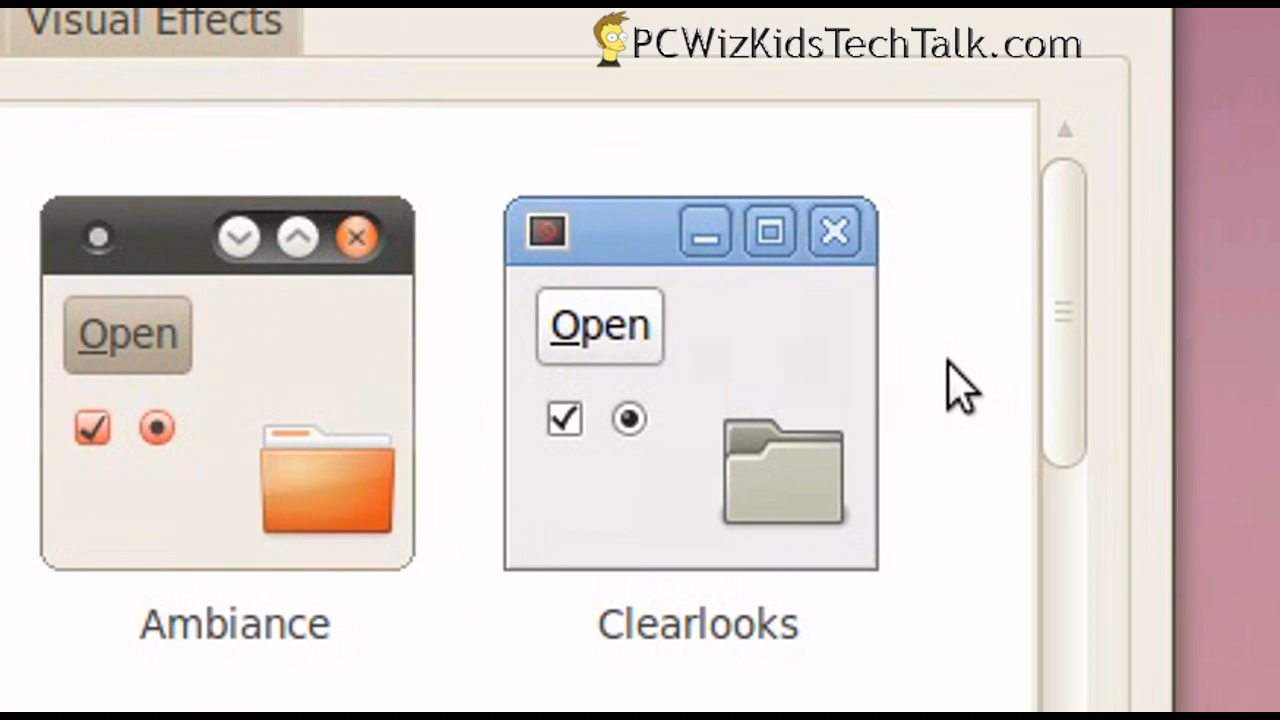 Visual Effects
PCWizKidsTechTalk.com
Open
Open
Ambiance
Clearlooks